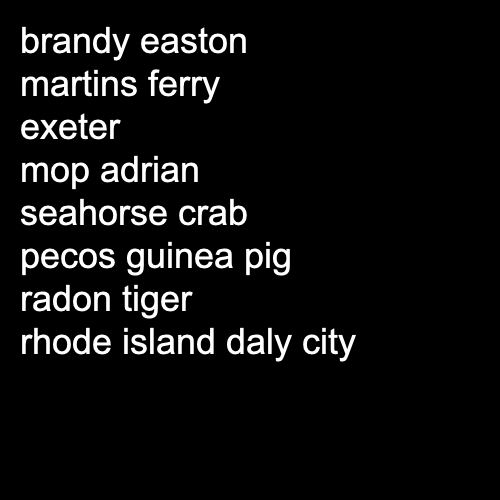 brandy easton
martins ferry
exeter
mop adrian
seahorse crab
pecos guinea pig
radon tiger
rhode island daly city